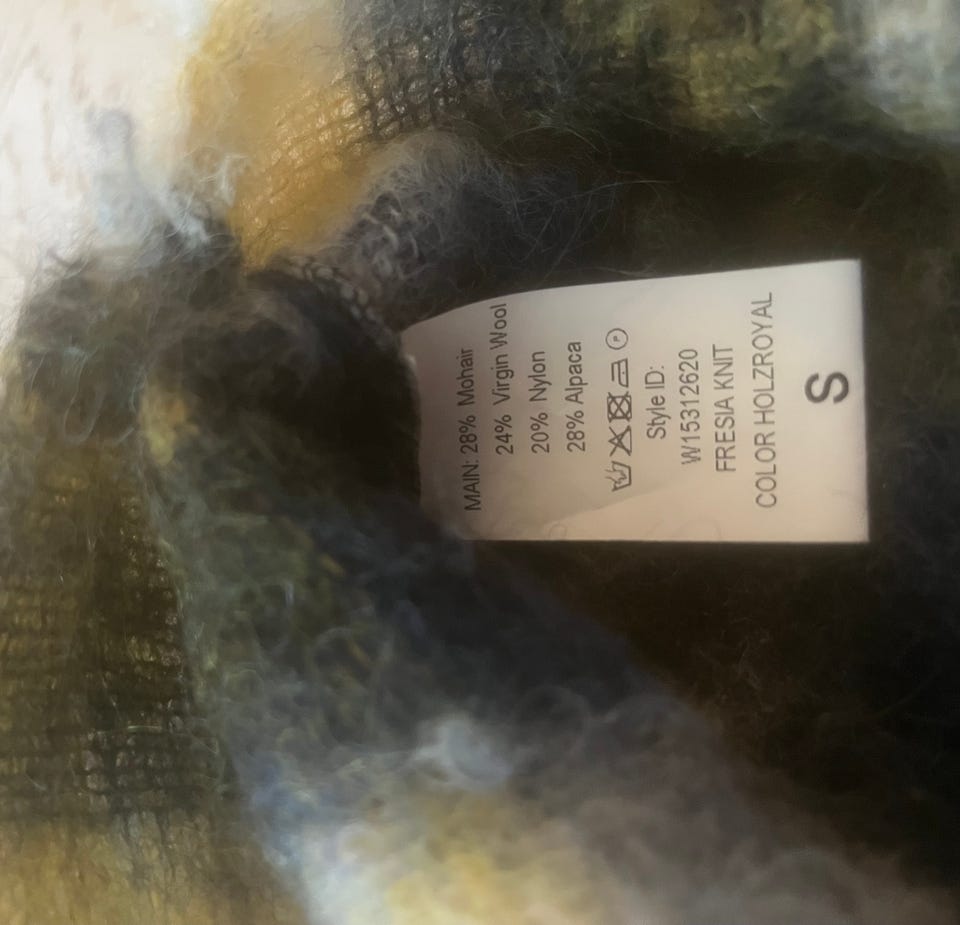 MAIN: 28% Mohair
24% Virgin Wool
20% Nylon
28% Alpaca
P
Style ID:
W15312620
FRESIA KNIT
COLOR HOLZROYAL
S